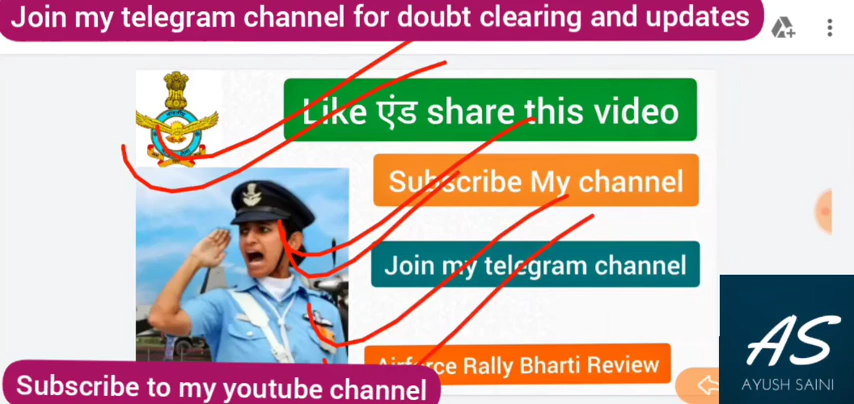 Join my telegram channel for doubt clearing and updates
Like एंड share this video
Subscribe My channel
Join my telegram channel
Airforce Rally Bharti Review
Subscribe to my youtube channel
AS
AYUSH SAINI